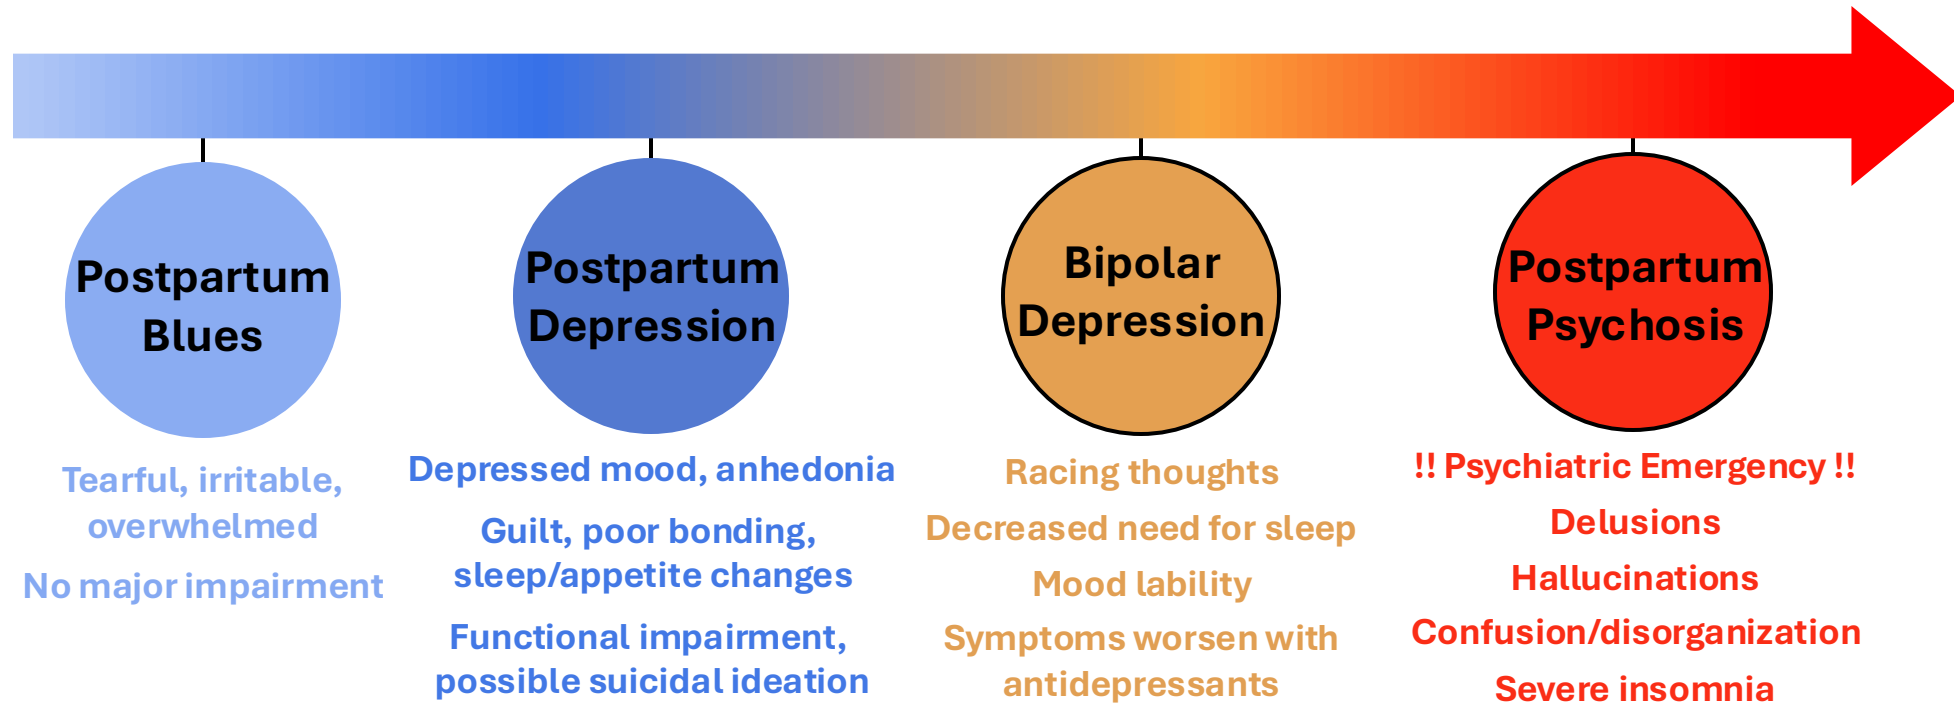 Postpartum
Blues
Tearful, irritable,
overwhelmed
No major impairment
Postpartum
Depression
Depressed mood, anhedonia
Guilt, poor bonding,
sleep/appetite changes
Functional impairment,
possible suicidal ideation
Bipolar
Depression
Racing thoughts
Decreased need for sleep
Mood lability
Symptoms worsen with
antidepressants
Postpartum
Psychosis
!! Psychiatric Emergency !!
Delusions
Hallucinations
Confusion/disorganization
Severe insomnia